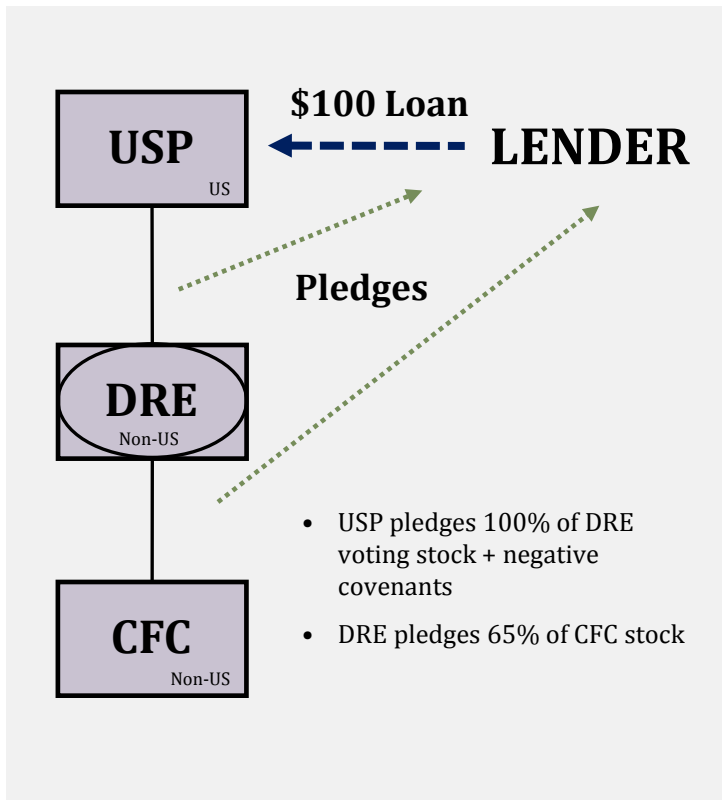 $100 Loan
USP
US
LENDER
Pledges
DRE
Non-US
• USP pledges 100% of DRE
voting stock + negative
covenants
• DRE pledges 65% of CFC stock
CFC
Non-US